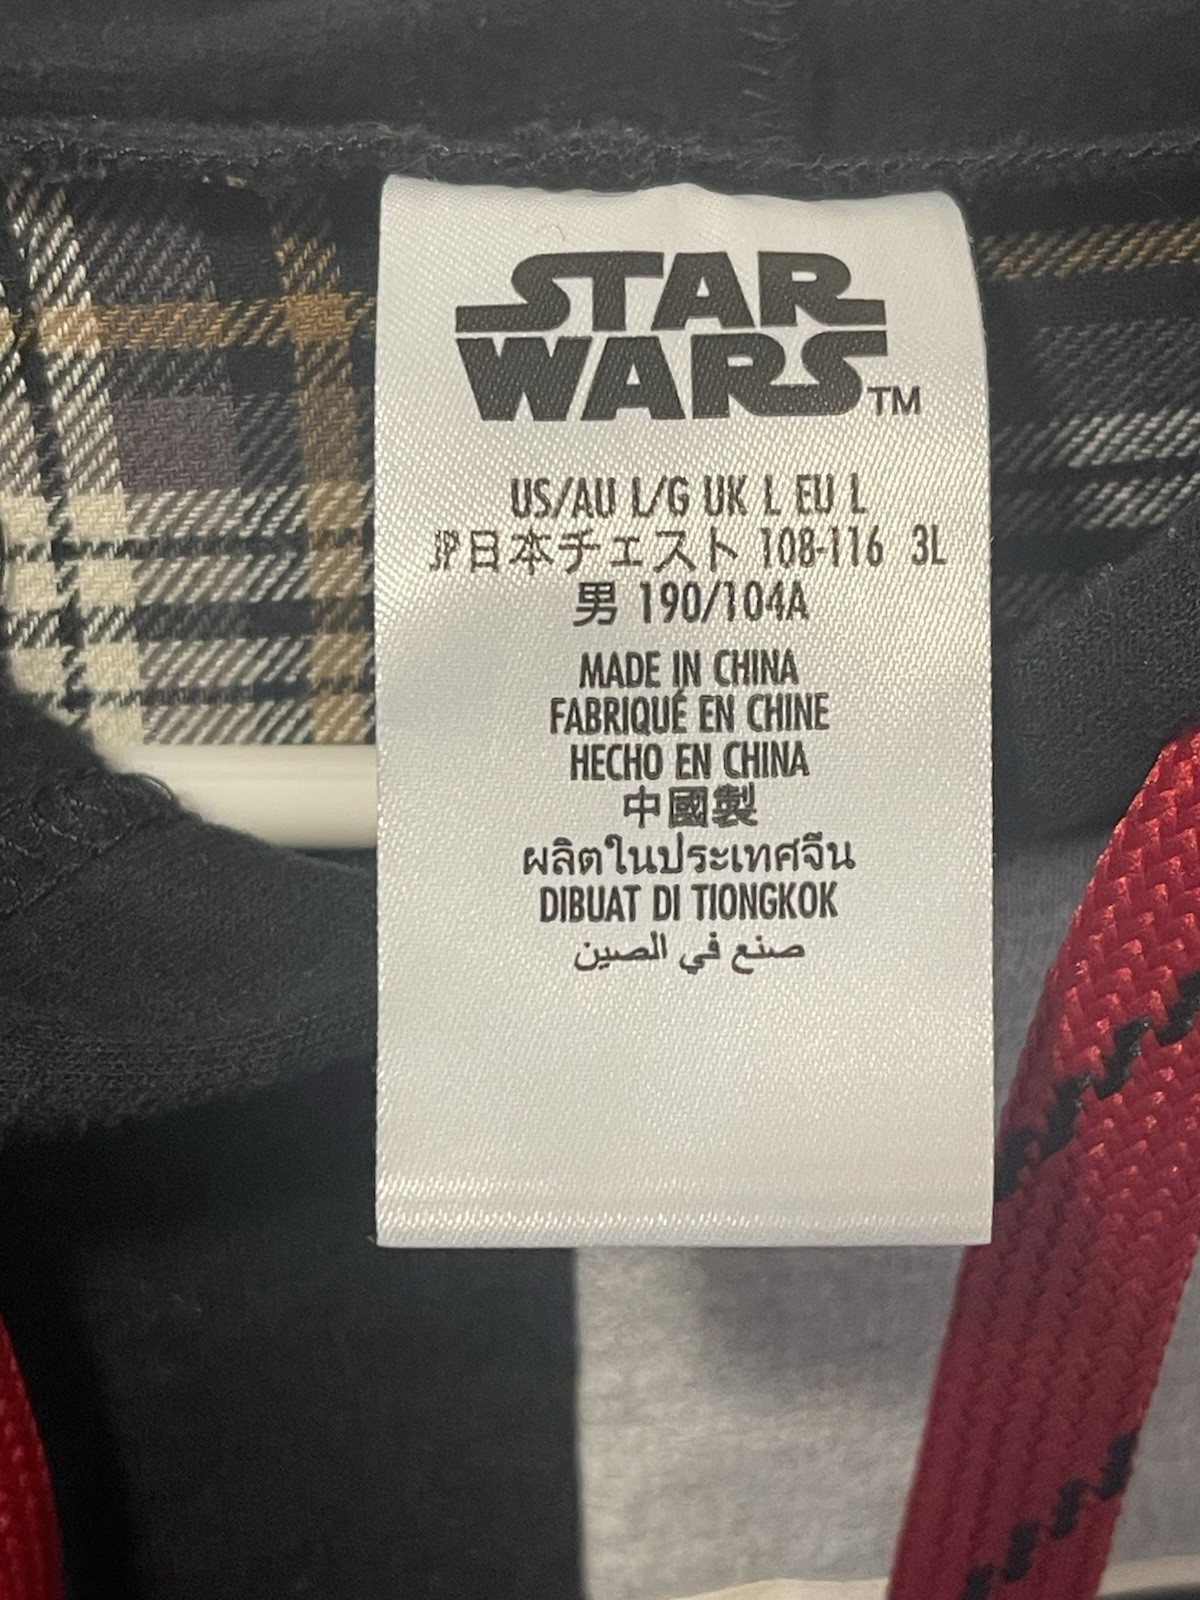 STAR
WARS™
US/AU L/G UK L EU L
JP日本チェスト 108-116 3L
男 190/104A
MADE IN CHINA
FABRIQUÉ EN CHINE
HECHO EN CHINA
中國製
ผลิตในประเทศจีน
DIBUAT DI TIONGKOK
صنع في الصين